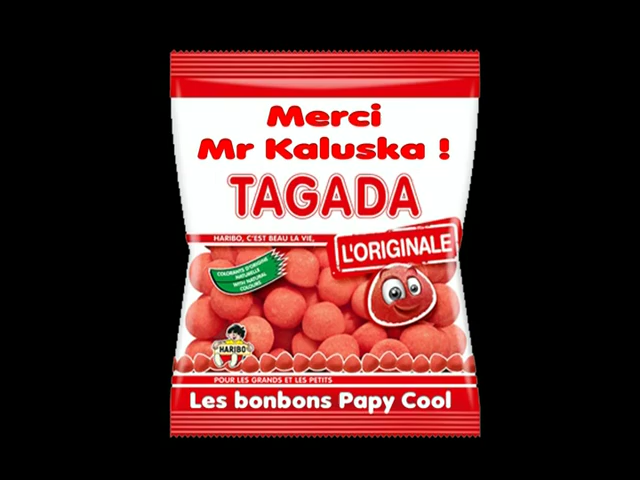 Merci
Mr Kaluska !
TAGADA
HARIBO, C'EST BEAU LA VIE,
L'ORIGINALE
COLORANTS D'ORIGINE
NATURELLE
WITH NATURAL
COLOURS
HARIBO
POUR LES GRANDS ET LES PETITS
Les bonbons Papy Cool